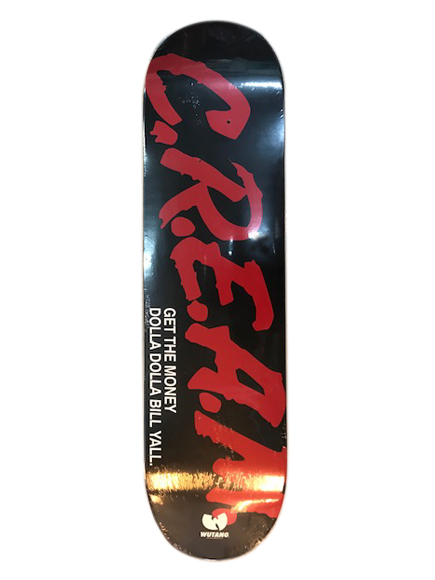 C.R.E.A.M.
GET THE MONEY
DOLLA DOLLA BILL YALL.
WUTANG